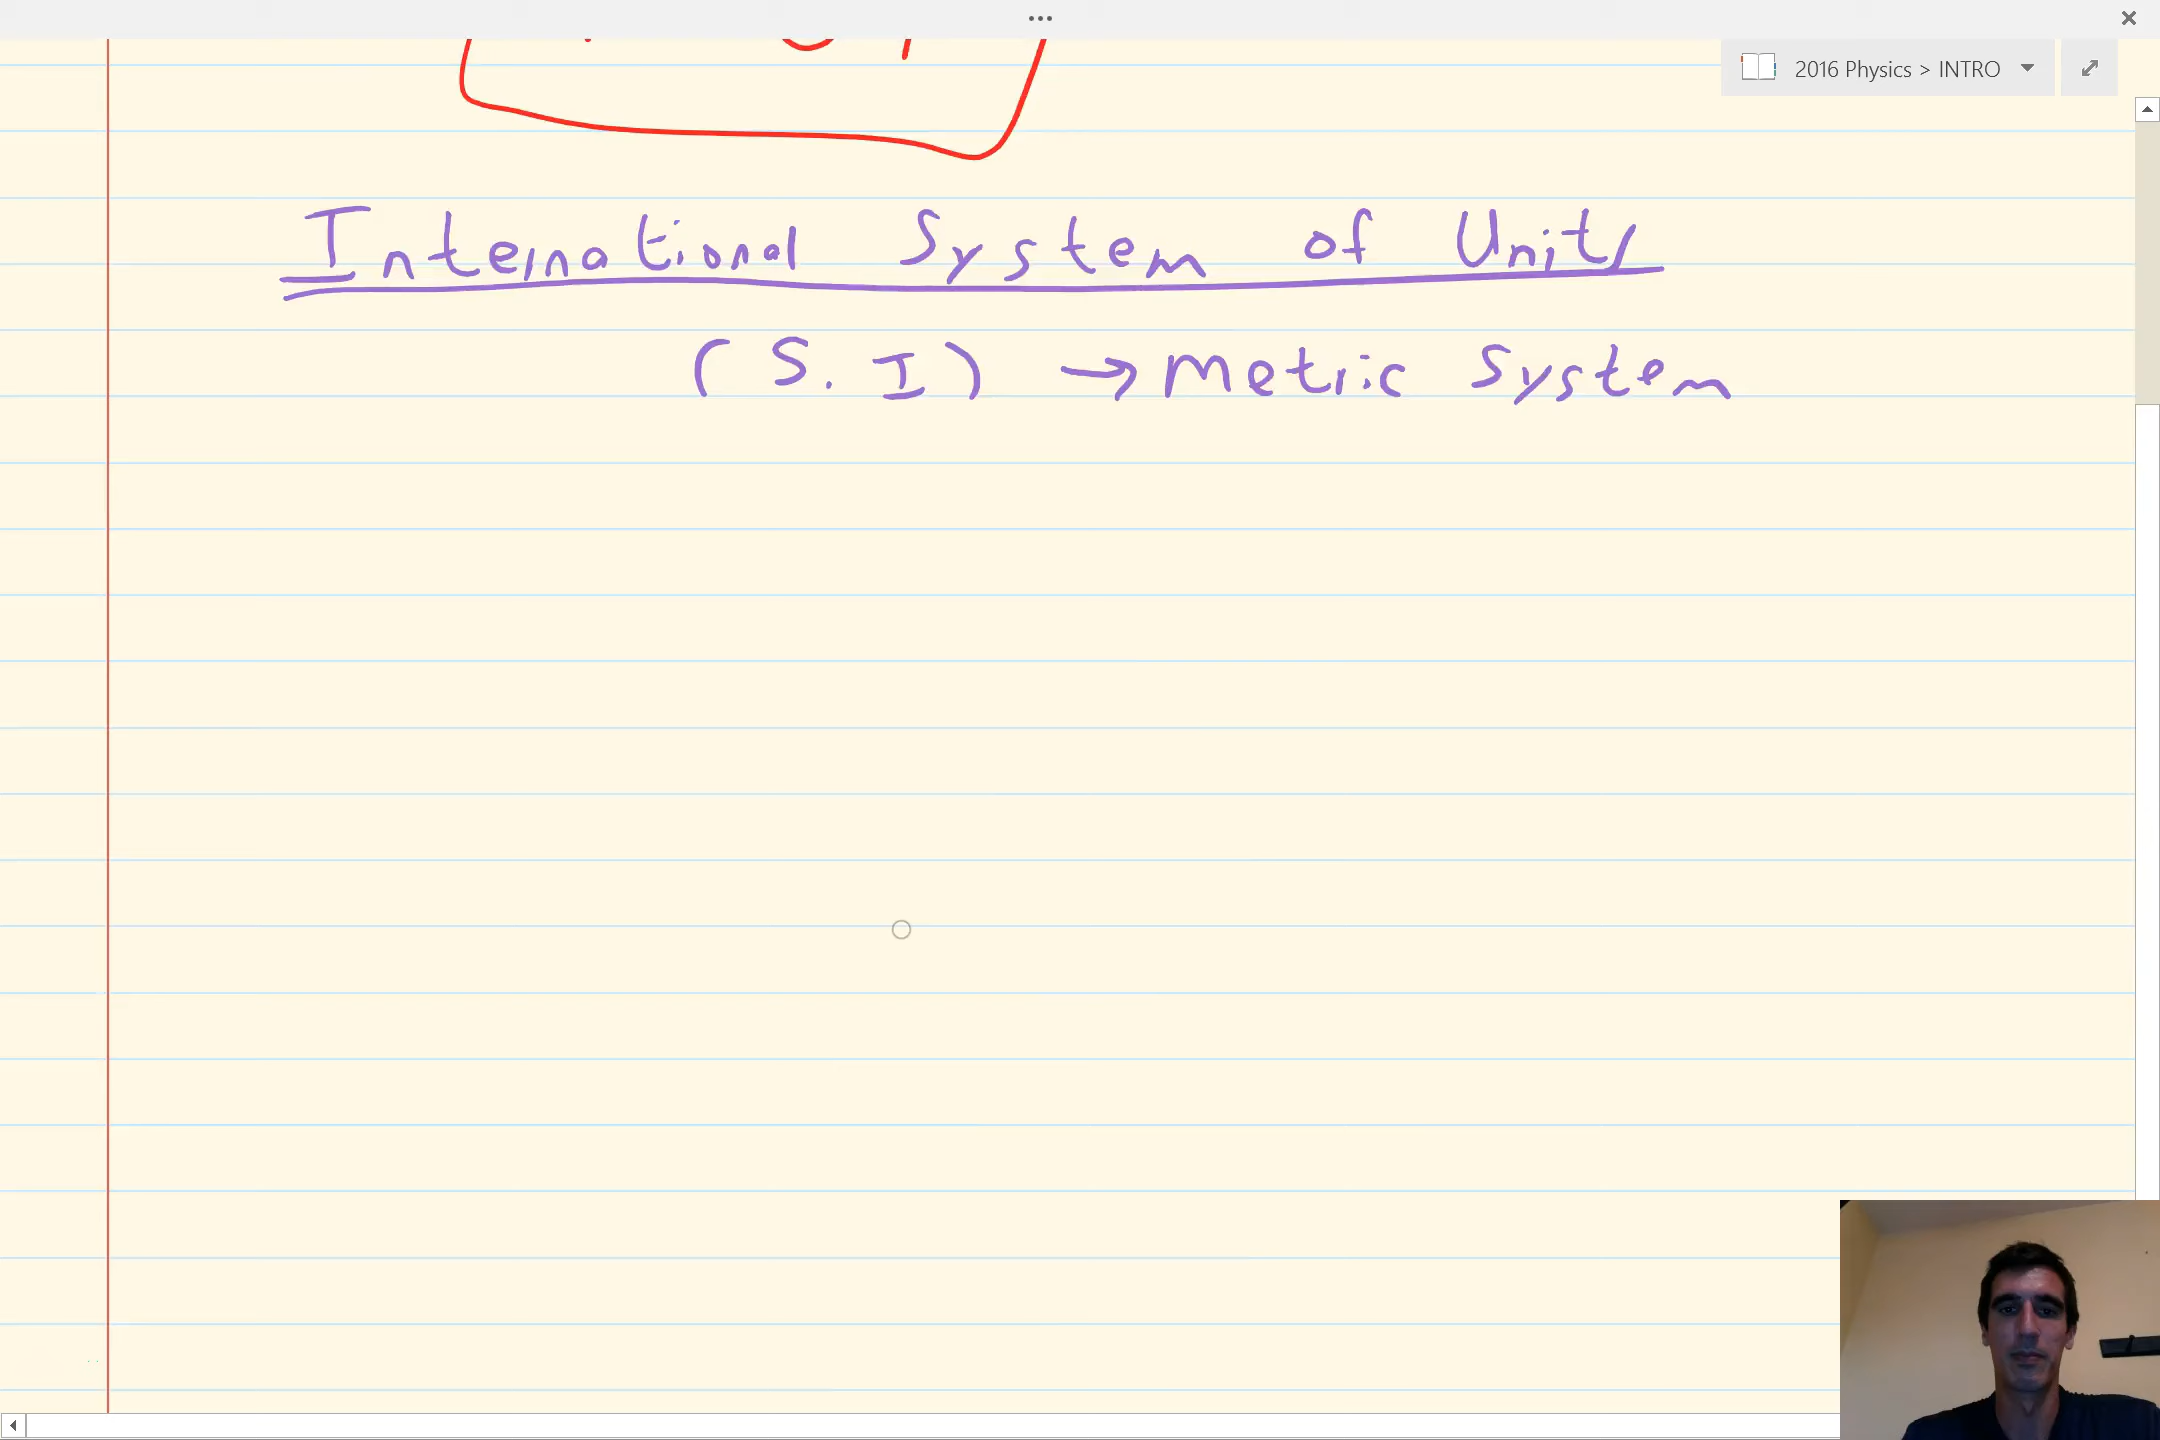 2016 Physics > INTRO
International System of Units
(S. I) → Metric System